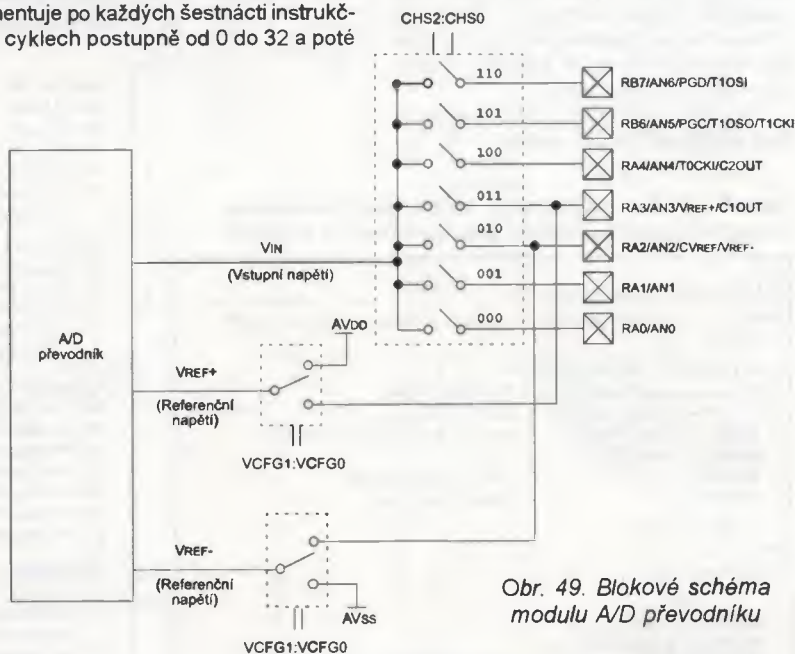 mentuje po každých šestnácti instrukč-
cyklech postupně od 0 do 32 a poté
CHS2:CHS0
110
RB7/AN6/PGD/T1OSI
101
RB6/AN5/PGC/T1OSO/T1CKI
100
RA4/AN4/T0CKI/C2OUT
011
RA3/AN3/VREF+/C1OUT
010
RA2/AN2/CVREF/VREF-
001
RA1/AN1
000
RA0/AN0
VIN
(Vstupní napětí)
A/D
převodník
AVDD
VREF+
(Referenční
napětí)
VCFG1:VCFG0
VREF-
(Referenční
napětí)
AVSS
VCFG1:VCFG0
Obr. 49. Blokové schéma
modulu A/D převodníku